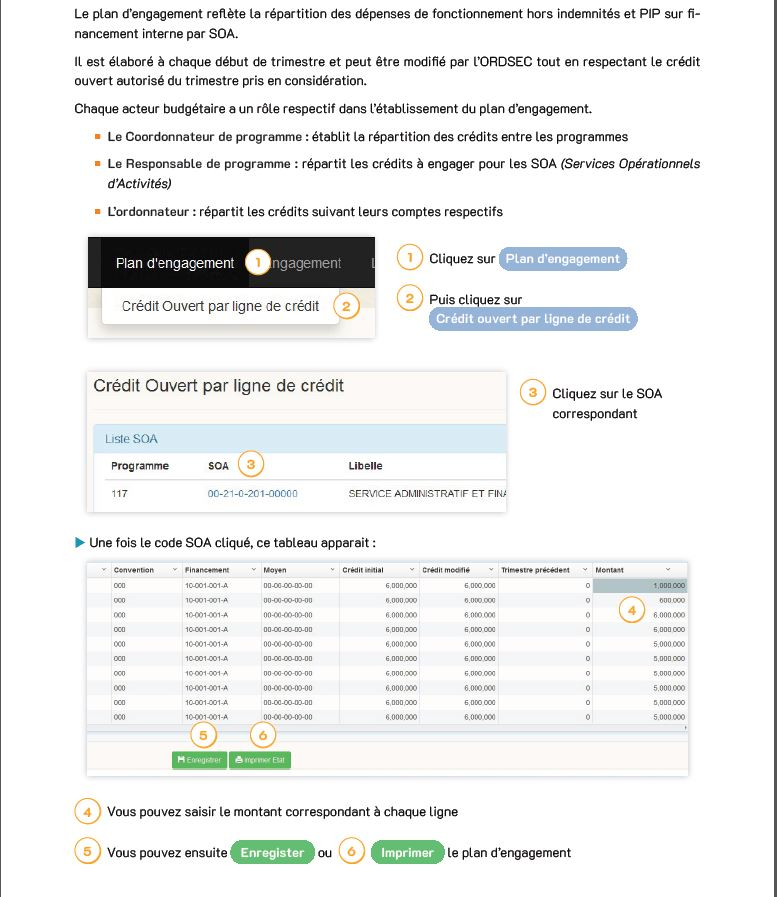 Le plan d'engagement reflète la répartition des dépenses de fonctionnement hors indemnités et PIP sur fi-
nancement interne par SOA.
Il est élaboré à chaque début de trimestre et peut être modifié par l'ORDSEC tout en respectant le crédit
ouvert autorisé du trimestre pris en considération.
Chaque acteur budgétaire a un rôle respectif dans l'établissement du plan d'engagement.
Le Coordonnateur de programme : établit la répartition des crédits entre les programmes
Le Responsable de programme : répartit les crédits à engager pour les SOA (Services Opérationnels
d'Activités)
L'ordonnateur : répartit les crédits suivant leurs comptes respectifs
Plan d'engagement 1 ngagement
Crédit Ouvert par ligne de crédit 2
1 Cliquez sur Plan d'engagement
2 Puis cliquez sur
Crédit ouvert par ligne de crédit
Crédit Ouvert par ligne de crédit
Liste SOA
Programme SOA 3 Libelle
117 00-21-0-201-00000 SERVICE ADMINISTRATIF ET FIN
3 Cliquez sur le SOA
correspondant
Une fois le code SOA cliqué, ce tableau apparait :
Convention Financement Moyen Crédit initial Crédit modifié Trimestre précédent Montant
000 10-001-001-A 00-00-00-00-00 6,000,000 6,000,000 0 1,000,000
000 10-001-001-A 00-00-00-00-00 6,000,000 6,000,000 0 600,000
000 10-001-001-A 00-00-00-00-00 6,000,000 6,000,000 0 4 6,000,000
000 10-001-001-A 00-00-00-00-00 6,000,000 6,000,000 0 6,000,000
000 10-001-001-A 00-00-00-00-00 6,000,000 6,000,000 0 5,000,000
000 10-001-001-A 00-00-00-00-00 6,000,000 6,000,000 0 5,000,000
000 10-001-001-A 00-00-00-00-00 6,000,000 6,000,000 0 5,000,000
000 10-001-001-A 00-00-00-00-00 6,000,000 6,000,000 0 5,000,000
000 10-001-001-A 00-00-00-00-00 6,000,000 6,000,000 0 5,000,000
000 10-001-001-A 00-00-00-00-00 6,000,000 6,000,000 0 5,000,000
5 6
Enregistrer Imprimer Etat
4 Vous pouvez saisir le montant correspondant à chaque ligne
5 Vous pouvez ensuite Enregister ou 6 Imprimer le plan d'engagement